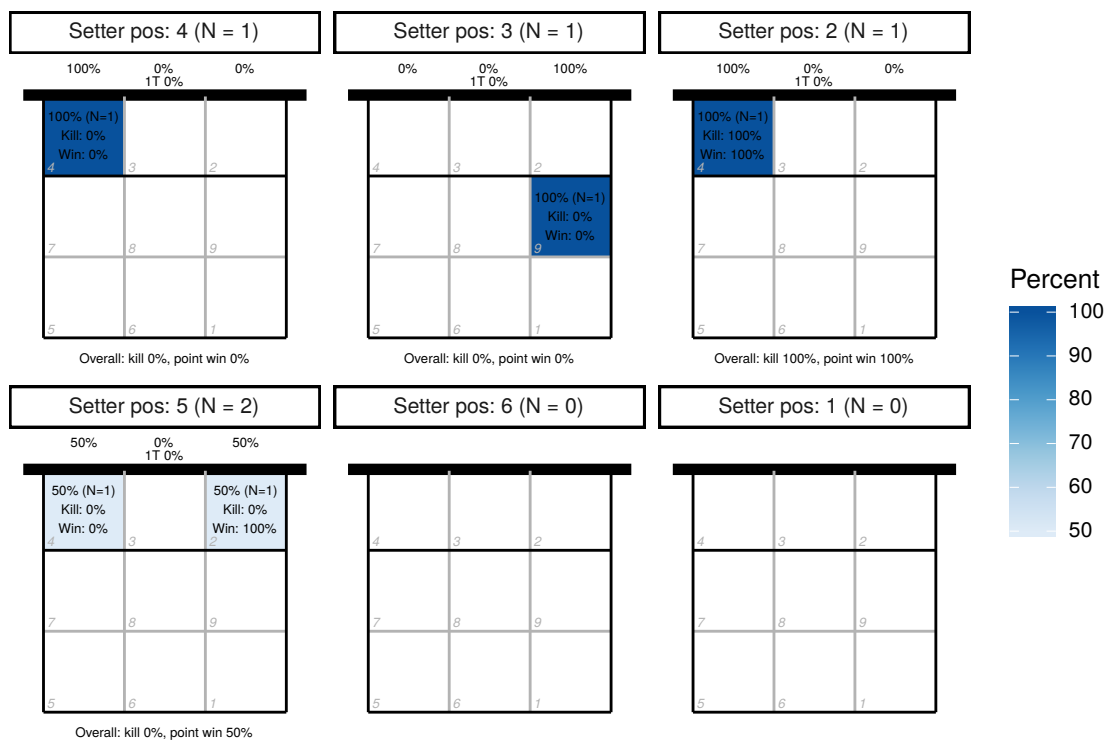 Setter pos: 4 (N = 1)
100% 0% 0%
1T 0%
100% (N=1)
Kill: 0%
Win: 0%
4 3 2
7 8 9
5 6 1
Overall: kill 0%, point win 0%
Setter pos: 3 (N = 1)
0% 0% 100%
1T 0%
4 3 2
100% (N=1)
Kill: 0%
Win: 0%
7 8 9
5 6 1
Overall: kill 0%, point win 0%
Setter pos: 2 (N = 1)
100% 0% 0%
1T 0%
100% (N=1)
Kill: 100%
Win: 100%
4 3 2
7 8 9
5 6 1
Overall: kill 100%, point win 100%
Setter pos: 5 (N = 2)
50% 0% 50%
1T 0%
50% (N=1) 50% (N=1)
Kill: 0% Kill: 0%
Win: 0% Win: 100%
4 3 2
7 8 9
5 6 1
Overall: kill 0%, point win 50%
Setter pos: 6 (N = 0)
4 3 2
7 8 9
5 6 1
Setter pos: 1 (N = 0)
4 3 2
7 8 9
5 6 1
Percent
100
90
80
70
60
50